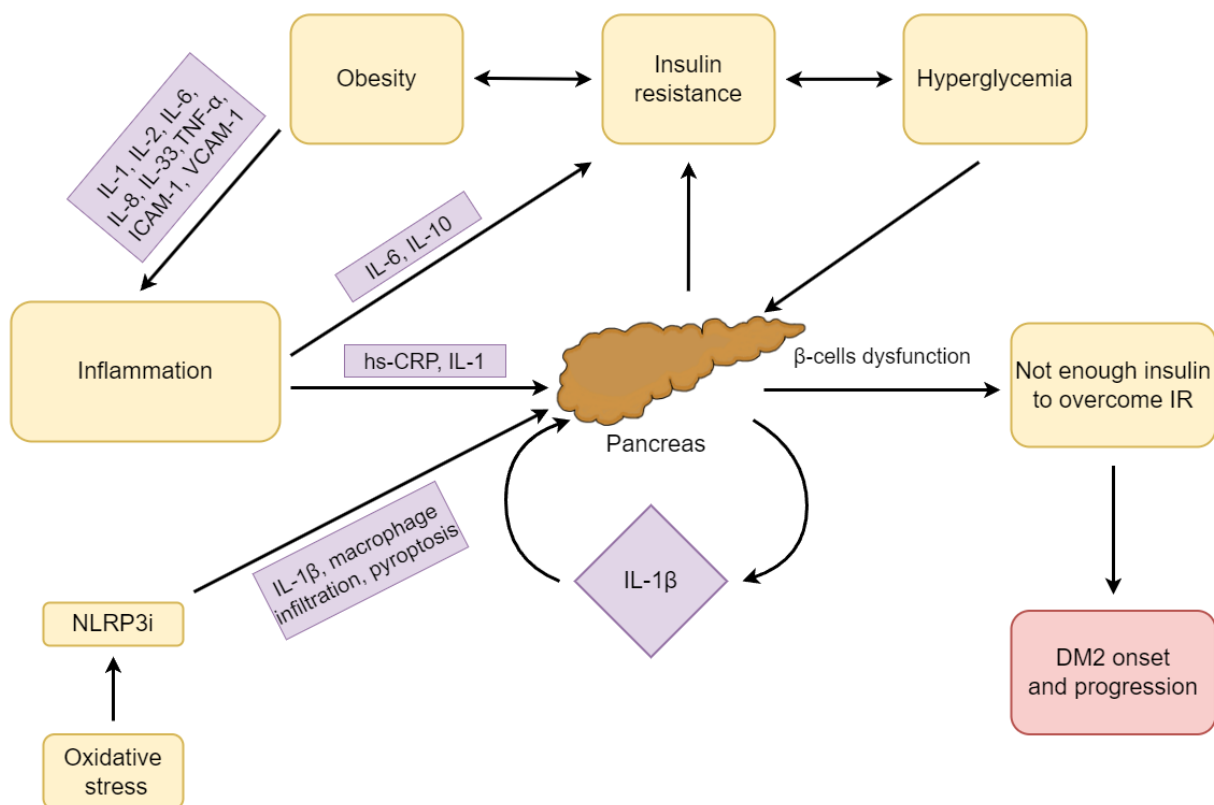 Obesity
Insulin
resistance
Hyperglycemia
IL-1, IL-2, IL-6,
IL-8, IL-33,TNF-α,
ICAM-1, VCAM-1
IL-6, IL-10
Inflammation
hs-CRP, IL-1
β-cells dysfunction
Not enough insulin
to overcome IR
Pancreas
IL-1β, macrophage
infiltration, pyroptosis
IL-1β
NLRP3i
DM2 onset
and progression
Oxidative
stress